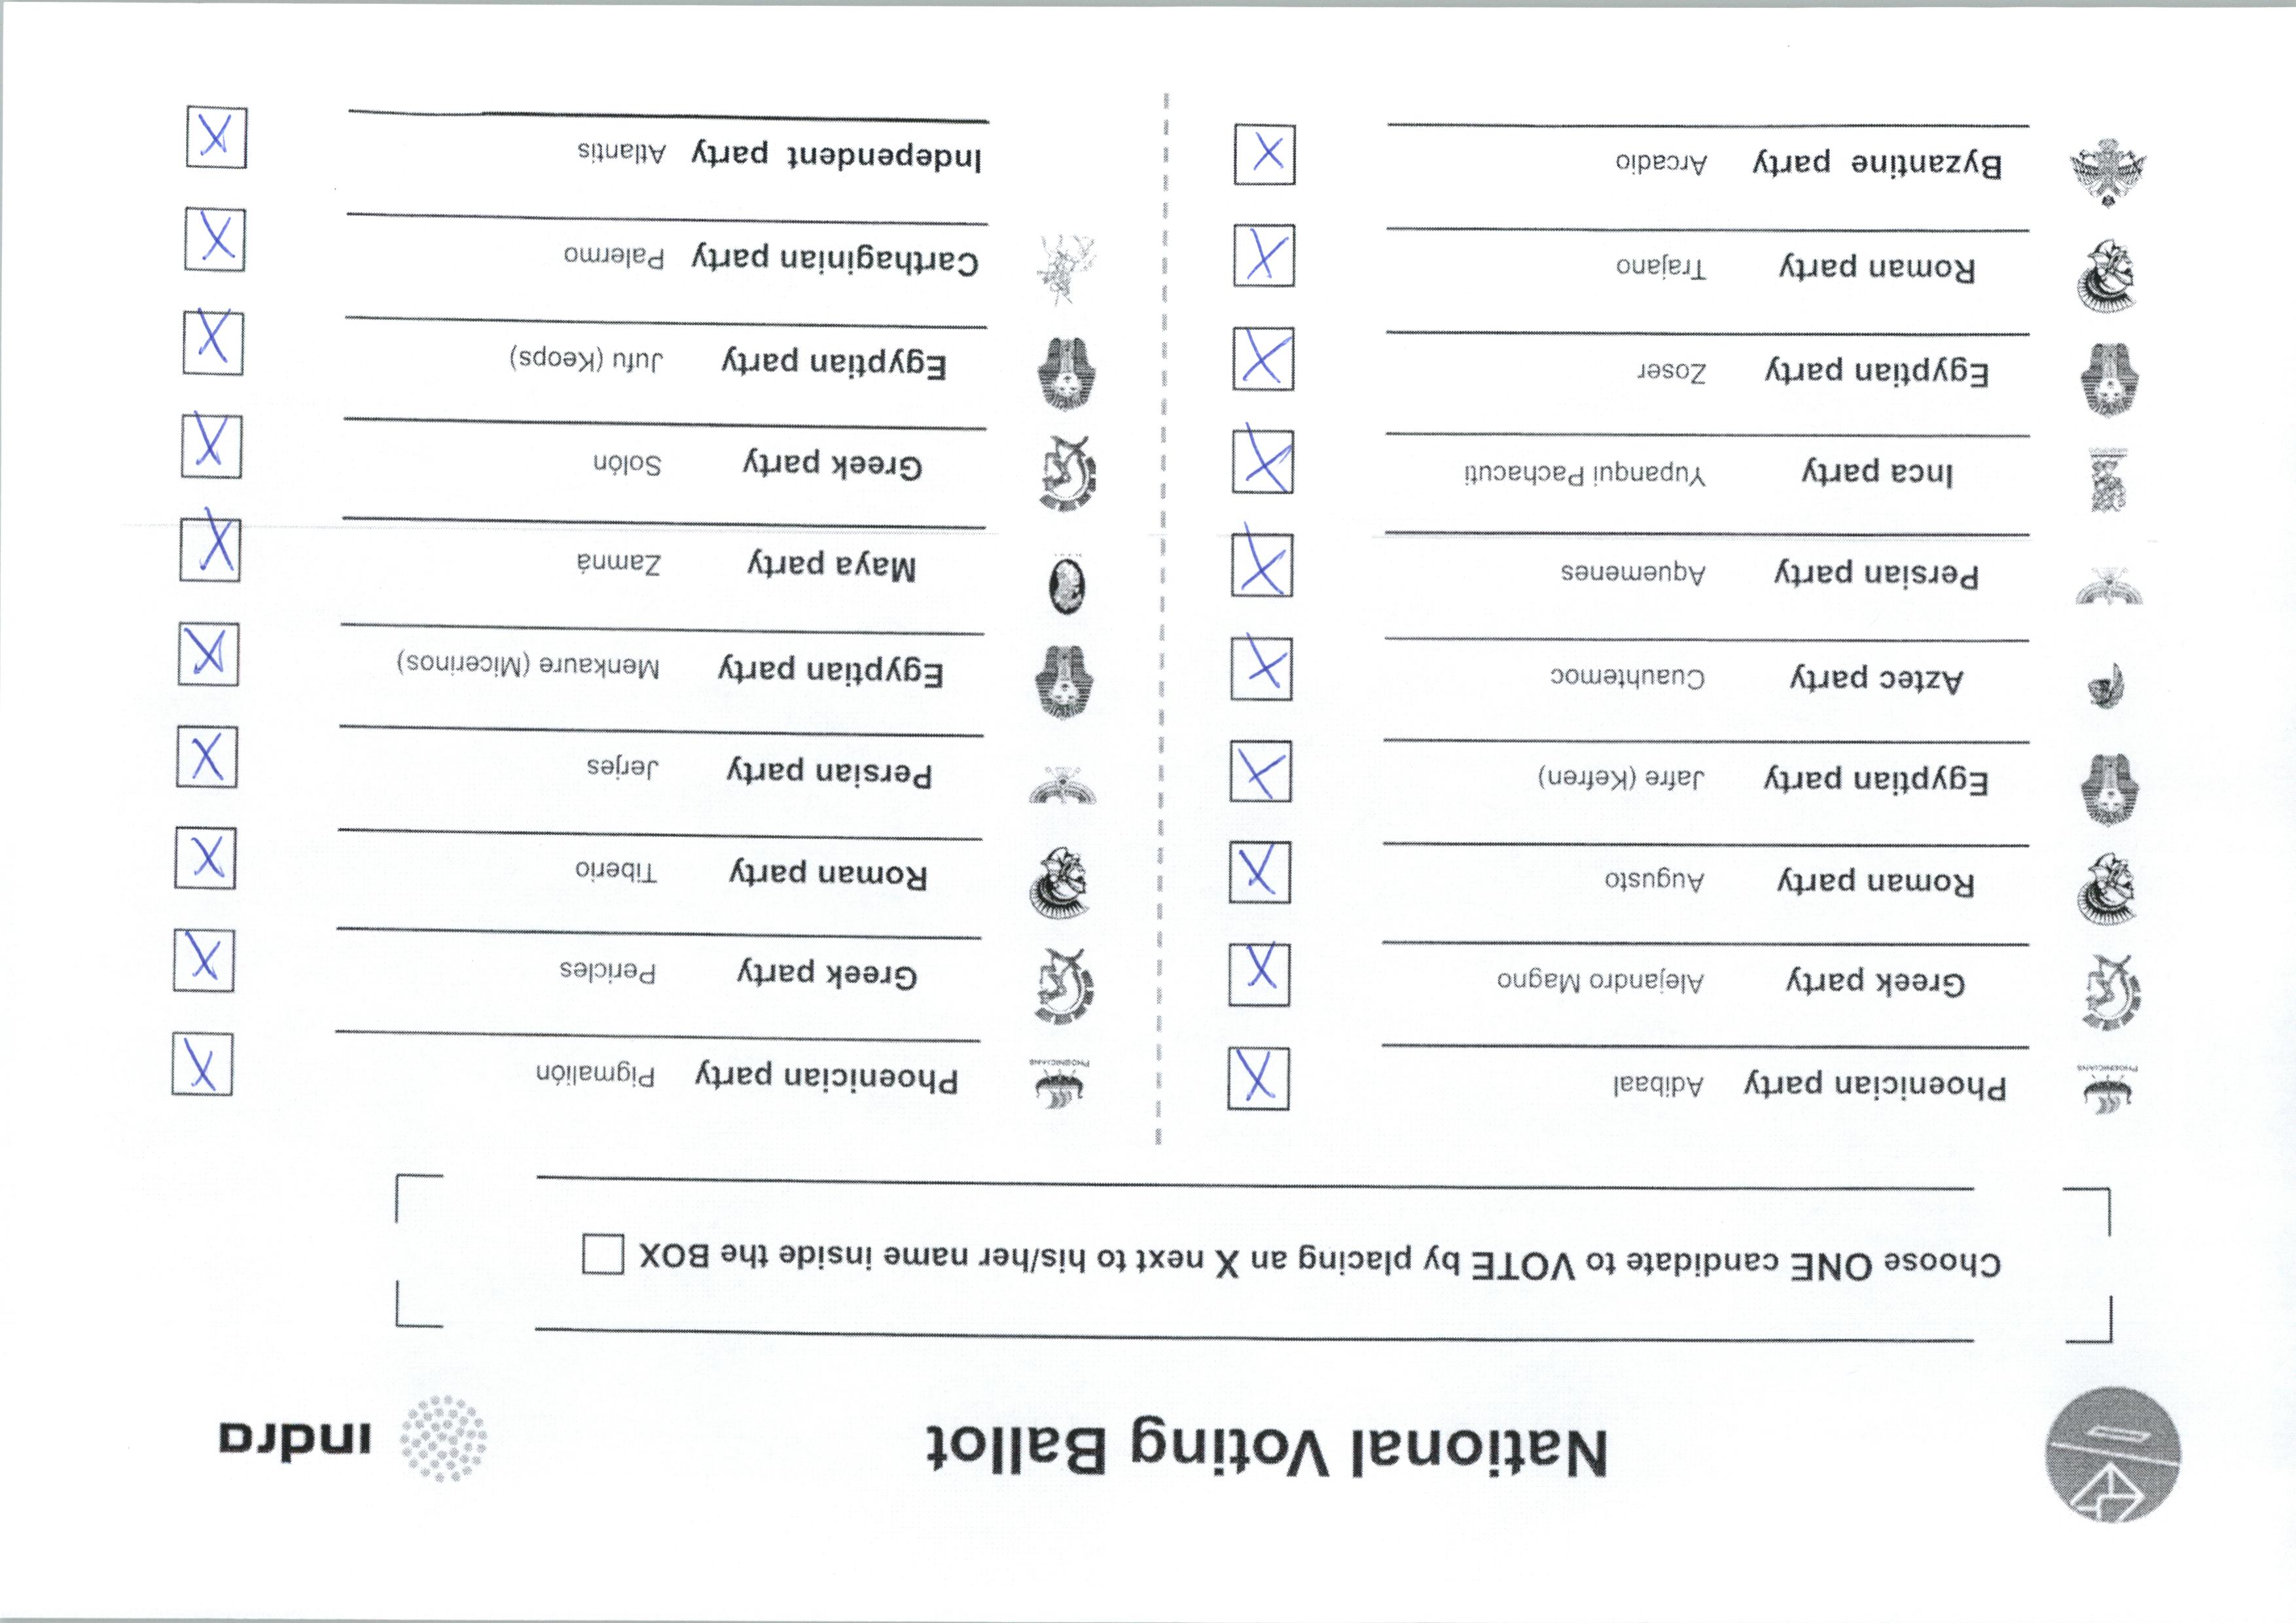 National Voting Ballot
ındra
Choose ONE candidate to VOTE by placing an X next to his/her name inside the BOX
Phoenician party Adibaal X
PHOENICIANS
Greek party Alejandro Magno X
Roman party Augusto X
Egyptian party Jafre (Kefren) X
Aztec party Cuauhtemoc X
Persian party Aquemenes X
Inca party Yupanqui Pachacuti X
Egyptian party Zoser X
Roman party Trajano X
Byzantine party Arcadio X
Phoenician party Pigmalión X
PHOENICIANS
Greek party Pericles X
Roman party Tiberio X
Persian party Jerjes X
Egyptian party Menkaure (Micerinos) X
Maya party Zamná X
Greek party Solón X
Egyptian party Jufu (Keops) X
Carthaginian party Palermo X
Independent party Atlantis X